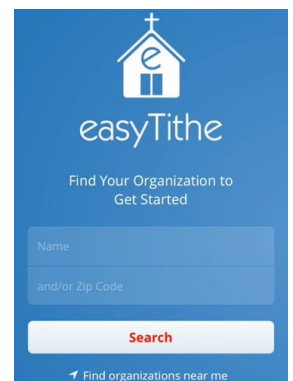 e
easyTithe
Find Your Organization to
Get Started
Name
and/or Zip Code
Search
Find organizations near me